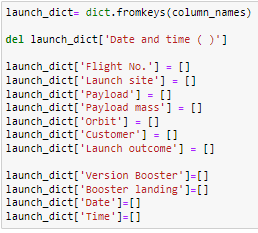 launch_dict= dict.fromkeys(column_names)
del launch_dict['Date and time ( )']
launch_dict['Flight No.'] = []
launch_dict['Launch site'] = []
launch_dict['Payload'] = []
launch_dict['Payload mass'] = []
launch_dict['Orbit'] = []
launch_dict['Customer'] = []
launch_dict['Launch outcome'] = []
launch_dict['Version Booster']=[]
launch_dict['Booster landing']=[]
launch_dict['Date']=[]
launch_dict['Time']=[]